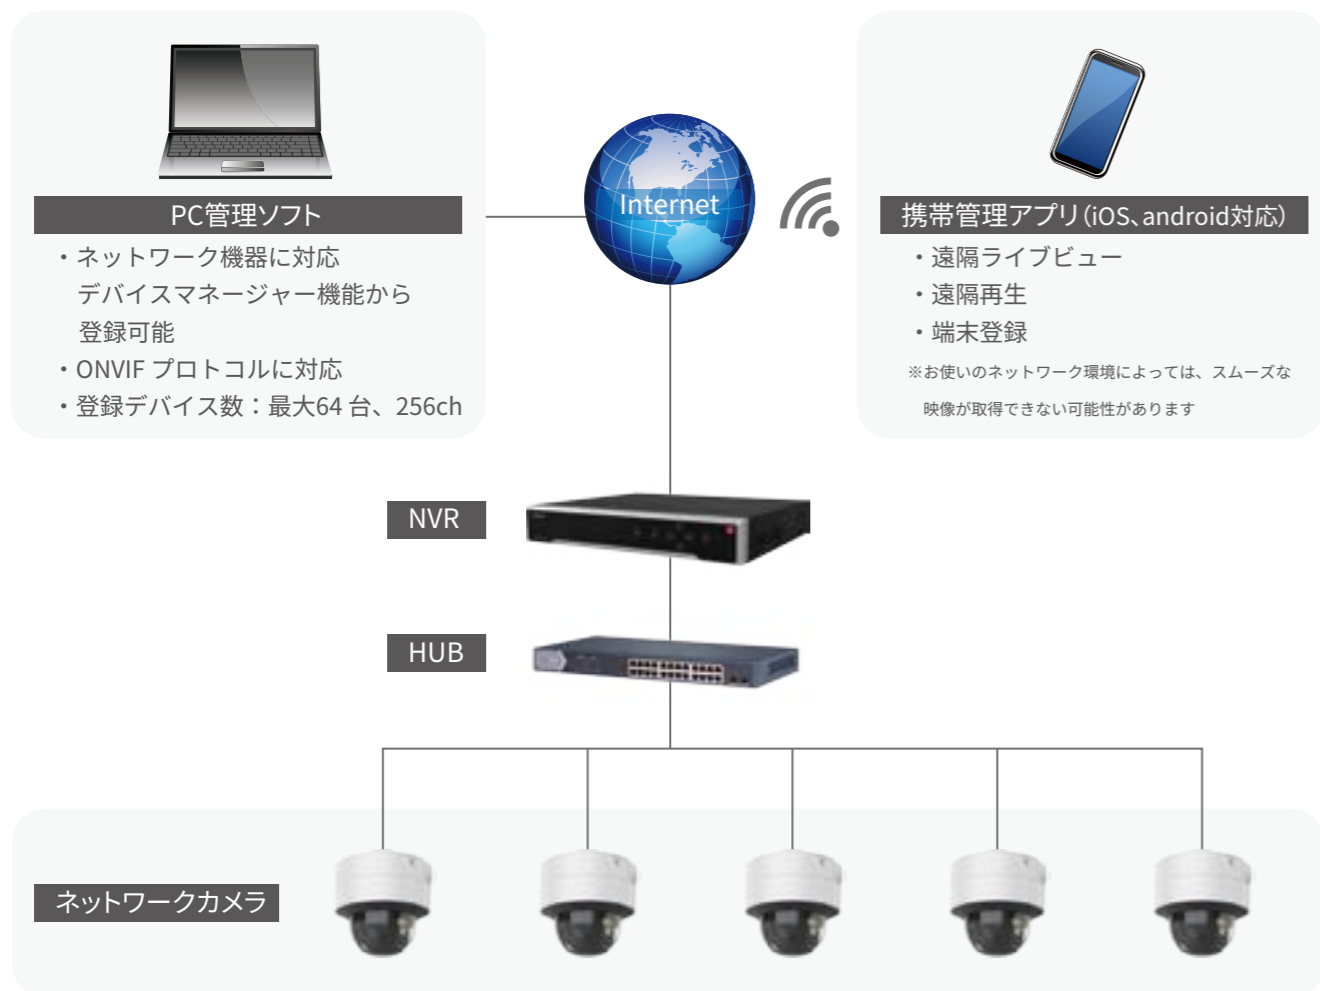 PC管理ソフト
・ネットワーク機器に対応
デバイスマネージャー機能から
登録可能
・ONVIF プロトコルに対応
・登録デバイス数：最大64 台、256ch
Internet
携帯管理アプリ（iOS、android対応）
・遠隔ライブビュー
・遠隔再生
・端末登録
※お使いのネットワーク環境によっては、スムーズな
映像が取得できない可能性があります
NVR
HUB
ネットワークカメラ